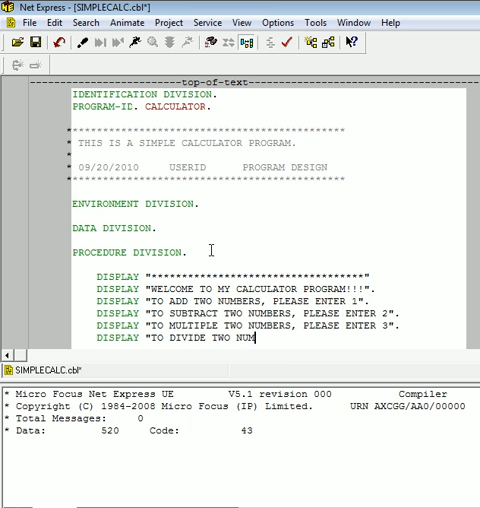 Net Express - [SIMPLECALC.cbl*]
File Edit Search Animate Project Service View Options Tools Window Help
top-of-text
IDENTIFICATION DIVISION.
PROGRAM-ID. CALCULATOR.
*********************************************
* THIS IS A SIMPLE CALCULATOR PROGRAM.
*
* 09/20/2010 USERID PROGRAM DESIGN
*********************************************
ENVIRONMENT DIVISION.
DATA DIVISION.
PROCEDURE DIVISION.
DISPLAY "***********************************"
DISPLAY "WELCOME TO MY CALCULATOR PROGRAM!!!".
DISPLAY "TO ADD TWO NUMBERS, PLEASE ENTER 1".
DISPLAY "TO SUBTRACT TWO NUMBERS, PLEASE ENTER 2".
DISPLAY "TO MULTIPLE TWO NUMBERS, PLEASE ENTER 3".
DISPLAY "TO DIVIDE TWO NUM
SIMPLECALC.cbl*
* Micro Focus Net Express UE V5.1 revision 000 Compiler
* Copyright (C) 1984-2008 Micro Focus (IP) Limited. URN AXCGG/AA0/00000
* Total Messages: 0
* Data: 520 Code: 43